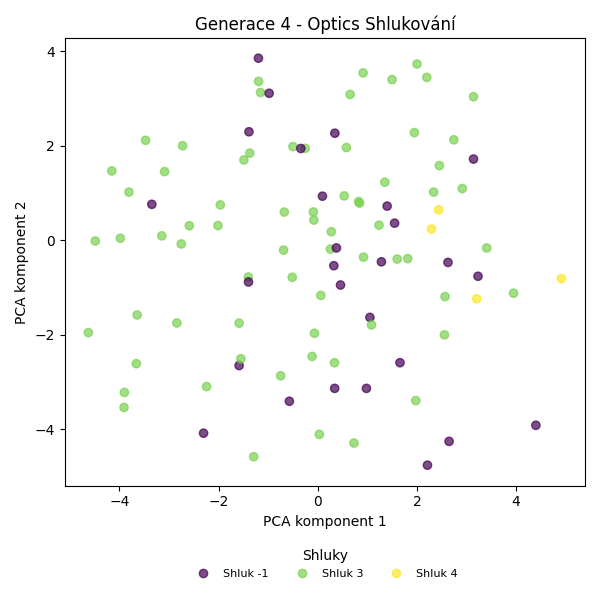 Generace 4 - Optics Shlukování
4
2
0
−2
−4
PCA komponent 2
−4
−2
0
2
4
PCA komponent 1
Shluky
Shluk -1
Shluk 3
Shluk 4